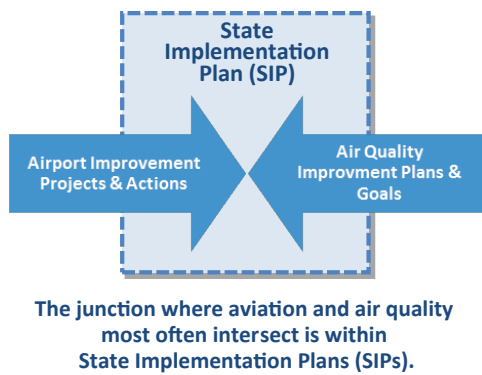 State
Implementation
Plan (SIP)
Airport Improvement
Projects & Actions
Air Quality
Improvment Plans &
Goals
The junction where aviation and air quality
most often intersect is within
State Implementation Plans (SIPs).